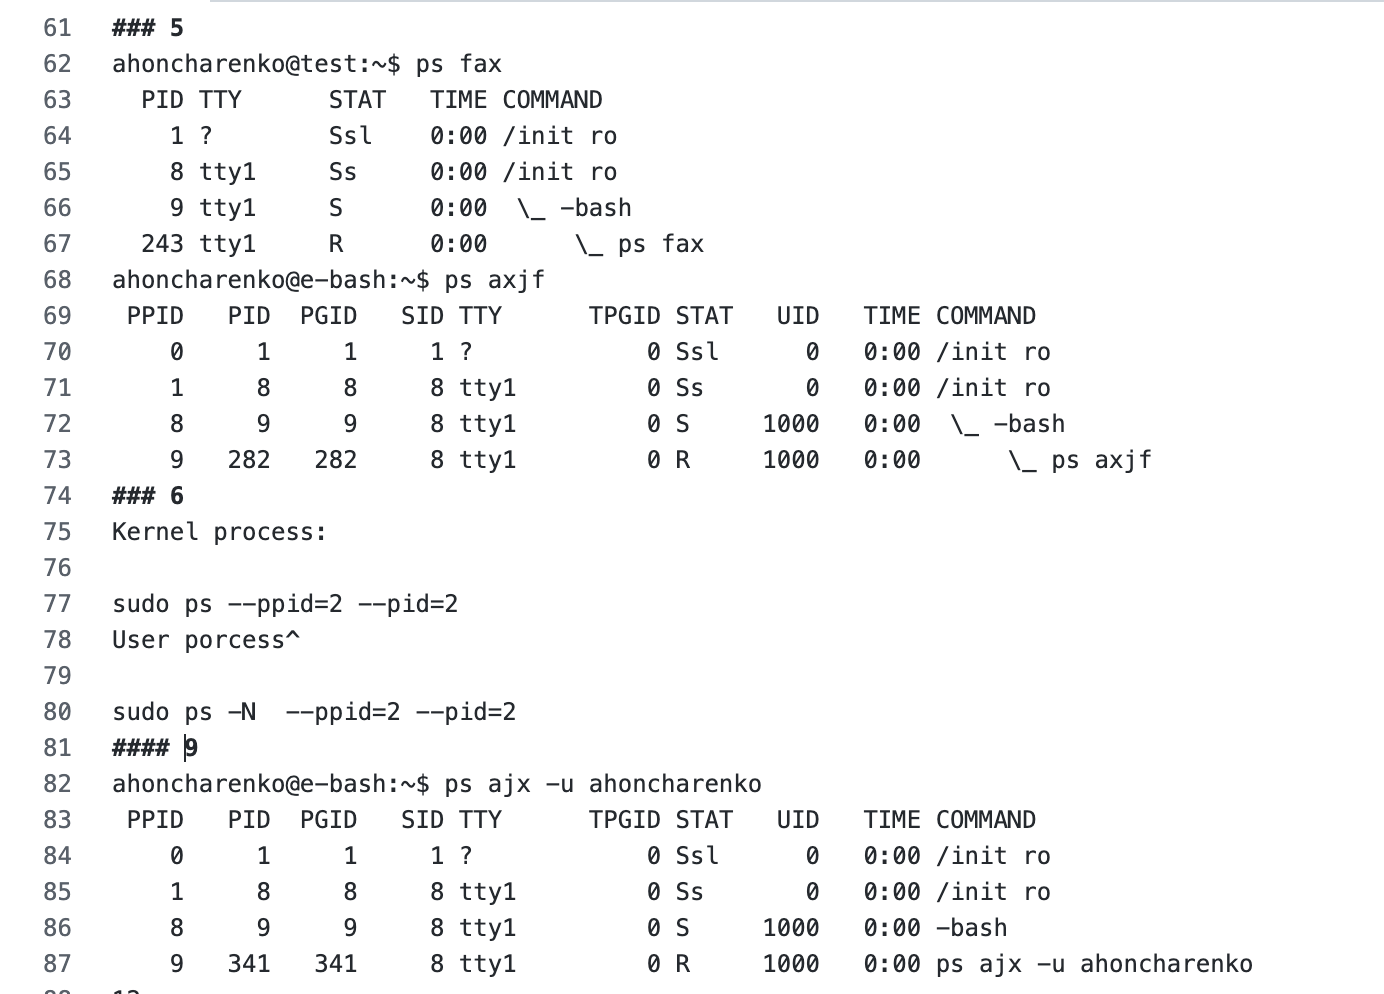 61 ### 5
62 ahoncharenko@test:~$ ps fax
63   PID TTY      STAT   TIME COMMAND
64     1 ?        Ssl    0:00 /init ro
65     8 tty1     Ss     0:00 /init ro
66     9 tty1     S      0:00  \_ -bash
67   243 tty1     R      0:00      \_ ps fax
68 ahoncharenko@e-bash:~$ ps axjf
69  PPID   PID  PGID   SID TTY      TPGID STAT   UID   TIME COMMAND
70     0     1     1     1 ?            0 Ssl      0   0:00 /init ro
71     1     8     8     8 tty1         0 Ss       0   0:00 /init ro
72     8     9     9     8 tty1         0 S     1000   0:00  \_ -bash
73     9   282   282     8 tty1         0 R     1000   0:00      \_ ps axjf
74 ### 6
75 Kernel process:
76
77 sudo ps --ppid=2 --pid=2
78 User porcess^
79
80 sudo ps -N  --ppid=2 --pid=2
81 #### 9
82 ahoncharenko@e-bash:~$ ps ajx -u ahoncharenko
83  PPID   PID  PGID   SID TTY      TPGID STAT   UID   TIME COMMAND
84     0     1     1     1 ?            0 Ssl      0   0:00 /init ro
85     1     8     8     8 tty1         0 Ss       0   0:00 /init ro
86     8     9     9     8 tty1         0 S     1000   0:00 -bash
87     9   341   341     8 tty1         0 R     1000   0:00 ps ajx -u ahoncharenko